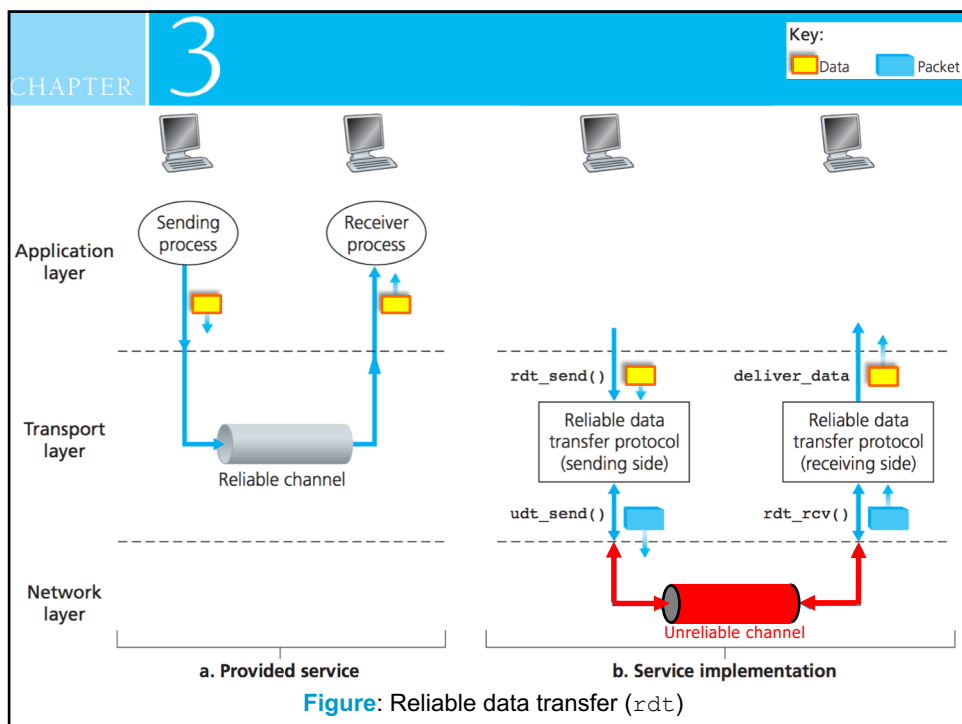 CHAPTER 3
Key:
Data Packet
Sending
process
Receiver
process
Application
layer
rdt_send()
deliver_data
Transport
layer
Reliable channel
Reliable data
transfer protocol
(sending side)
Reliable data
transfer protocol
(receiving side)
udt_send()
rdt_rcv()
Network
layer
Unreliable channel
a. Provided service
b. Service implementation
Figure: Reliable data transfer (rdt)